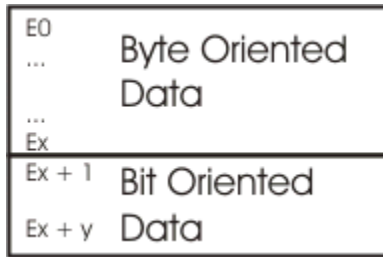 E0
... Byte Oriented
Data
...
Ex
Ex + 1 Bit Oriented
Ex + y Data